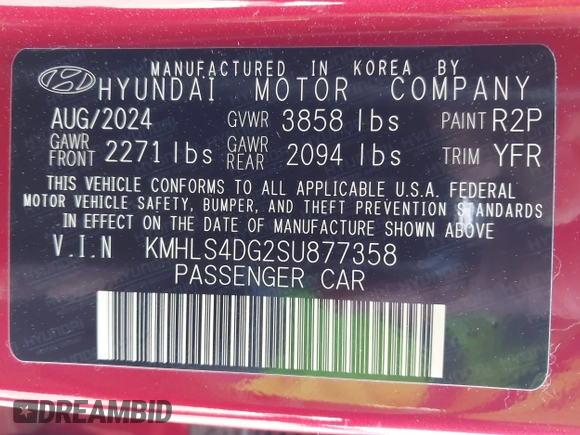 MANUFACTURED IN KOREA BY
HYUNDAI MOTOR COMPANY
AUG/2024 GVWR 3858 lbs PAINT R2P
GAWR FRONT 2271 lbs GAWR REAR 2094 lbs TRIM YFR
THIS VEHICLE CONFORMS TO ALL APPLICABLE U.S.A. FEDERAL
MOTOR VEHICLE SAFETY, BUMPER, AND THEFT PREVENTION STANDARDS
IN EFFECT ON THE DATE OF MANUFACTURE SHOWN ABOVE.
V.I.N KMHLS4DG2SU877358
PASSENGER CAR
DREAMBID